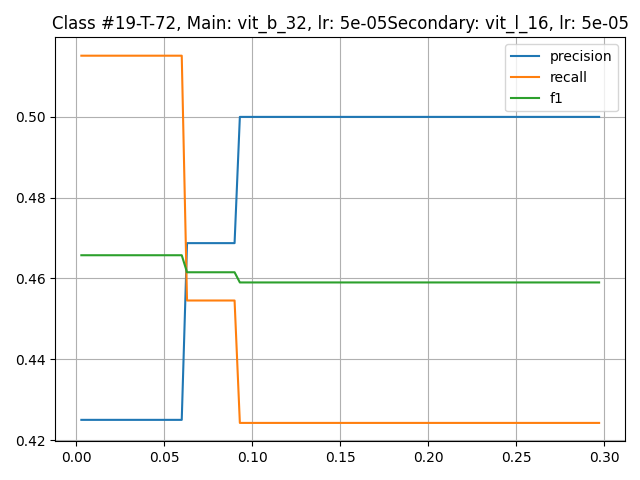 Class #19-T-72, Main: vit_b_32, lr: 5e-05Secondary: vit_l_16, lr: 5e-05
precision
recall
f1
0.50
0.48
0.46
0.44
0.42
0.00 0.05 0.10 0.15 0.20 0.25 0.30